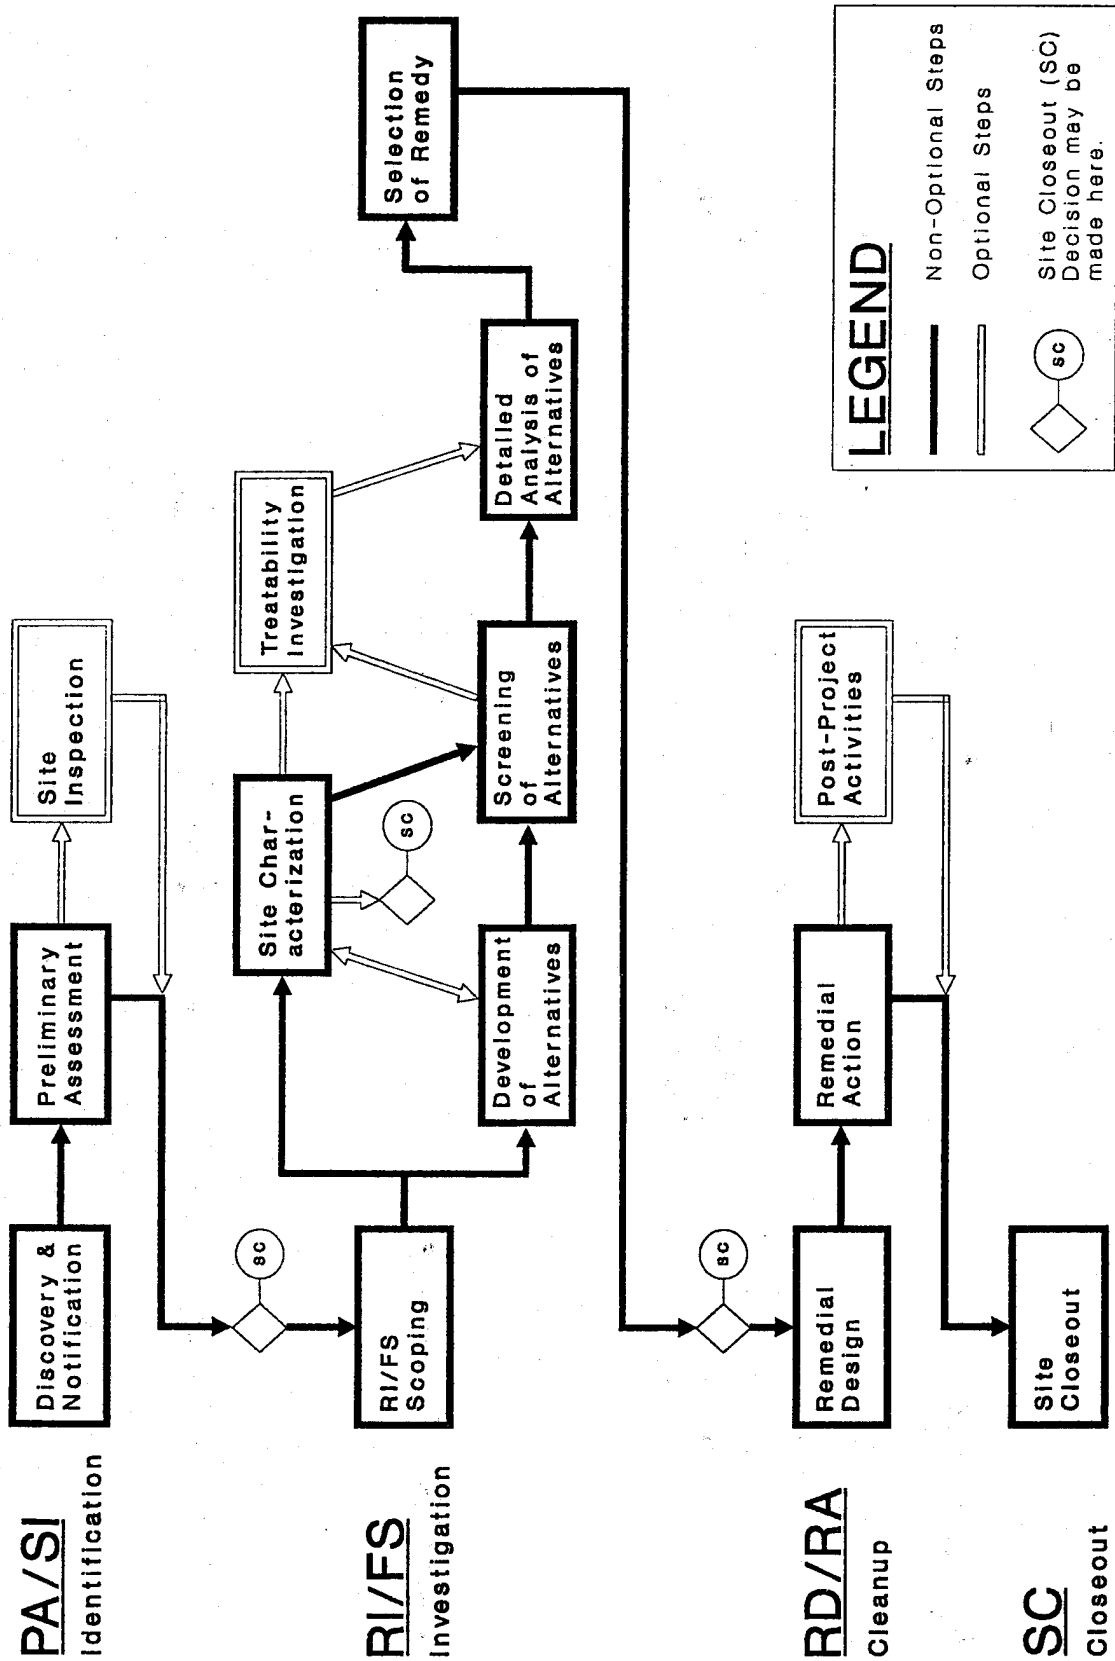 PA/SI
Identification
Discovery &
Notification
Preliminary
Assessment
Site
Inspection
SC
RI/FS
Investigation
RI/FS
Scoping
Site Char-
acterization
Treatability
Investigation
SC
Development
of
Alternatives
Screening
of
Alternatives
Detailed
Analysis of
Alternatives
Selection
of Remedy
SC
RD/RA
Cleanup
Remedial
Design
Remedial
Action
Post-Project
Activities
SC
Closeout
Site
Closeout
LEGEND
Non-Optional Steps
Optional Steps
SC
Site Closeout (SC)
Decision may be
made here.